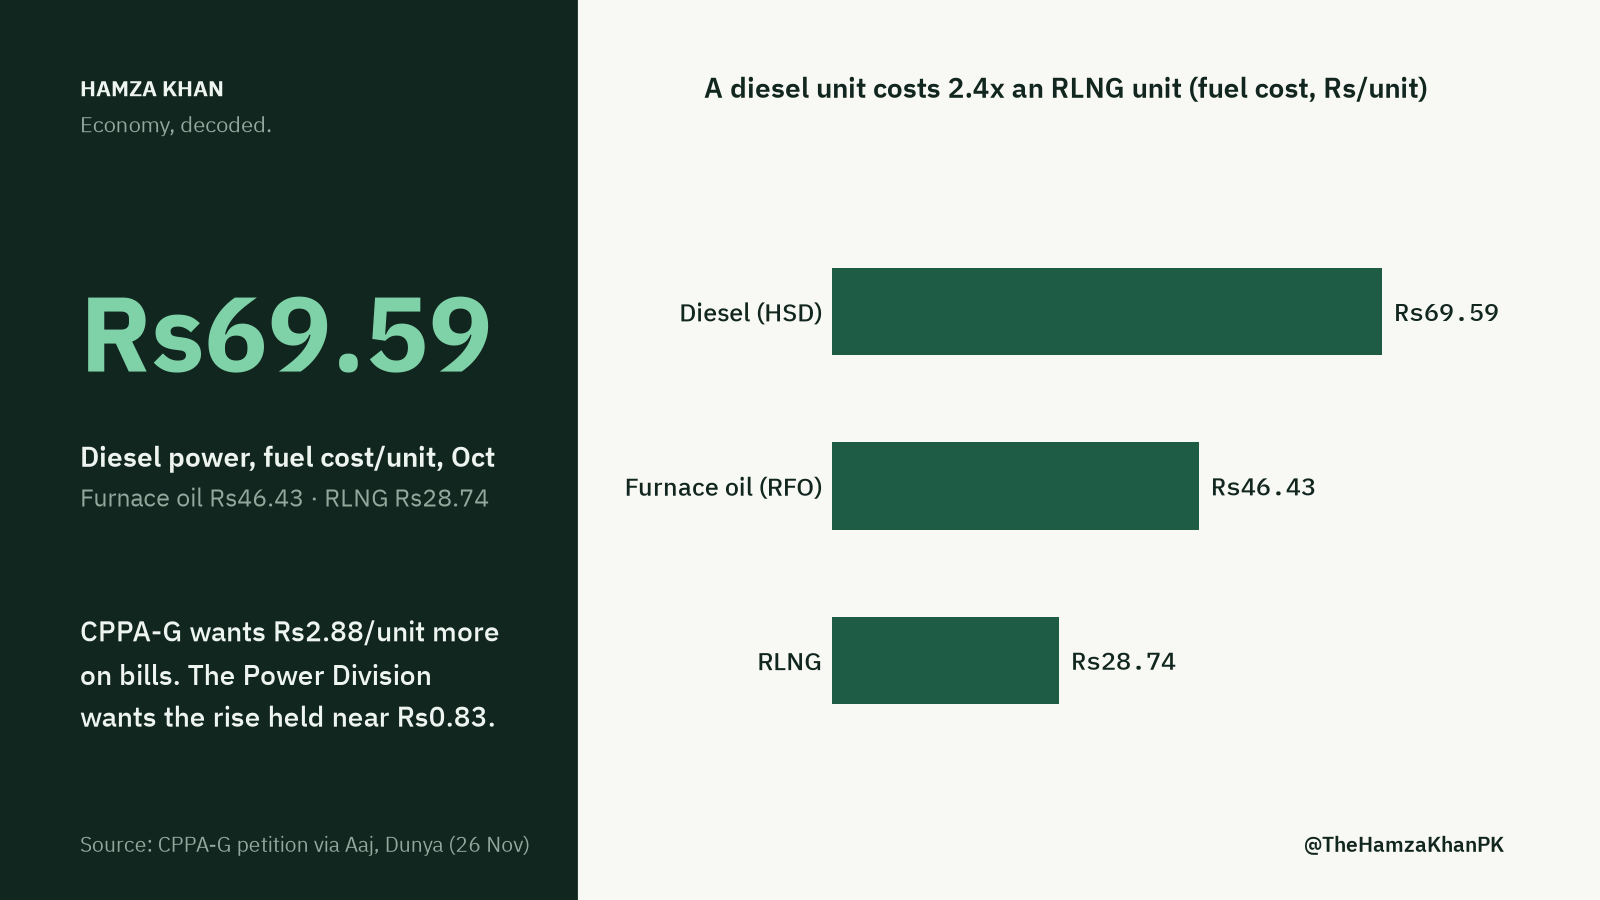 HAMZA KHAN
Economy, decoded.
Rs69.59
Diesel power, fuel cost/unit, Oct
Furnace oil Rs46.43 · RLNG Rs28.74
CPPA-G wants Rs2.88/unit more
on bills. The Power Division
wants the rise held near Rs0.83.
Source: CPPA-G petition via Aaj, Dunya (26 Nov)
A diesel unit costs 2.4x an RLNG unit (fuel cost, Rs/unit)
Diesel (HSD) Rs69.59
Furnace oil (RFO) Rs46.43
RLNG Rs28.74
@TheHamzaKhanPK